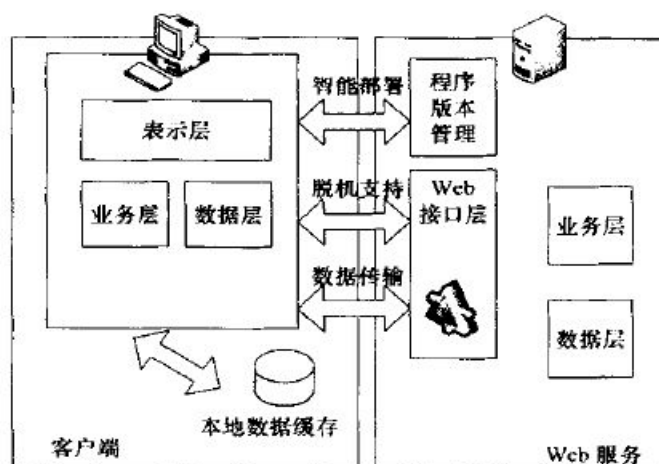 智能部署
程序
版本
管理
表示层
脱机支持
Web
接口层
业务层
数据层
业务层
数据传输
数据层
本地数据缓存
客户端
Web 服务